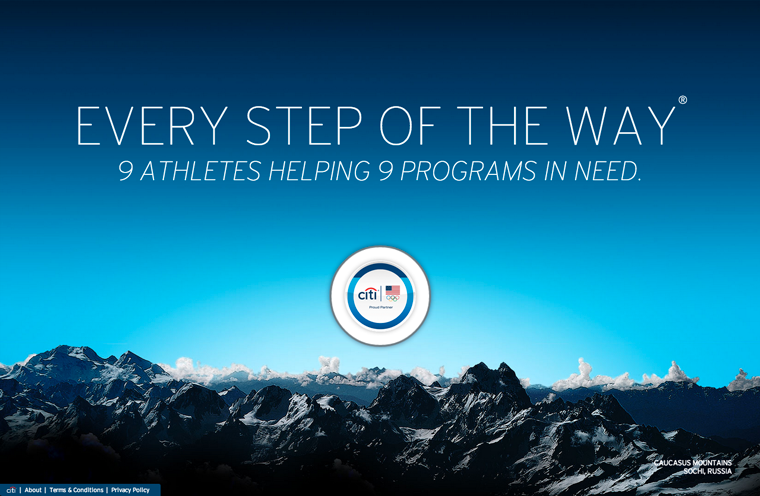 EVERY STEP OF THE WAY®
9 ATHLETES HELPING 9 PROGRAMS IN NEED.
citi
Proud Partner
CAUCASUS MOUNTAINS
SOCHI, RUSSIA
citi | About | Terms & Conditions | Privacy Policy